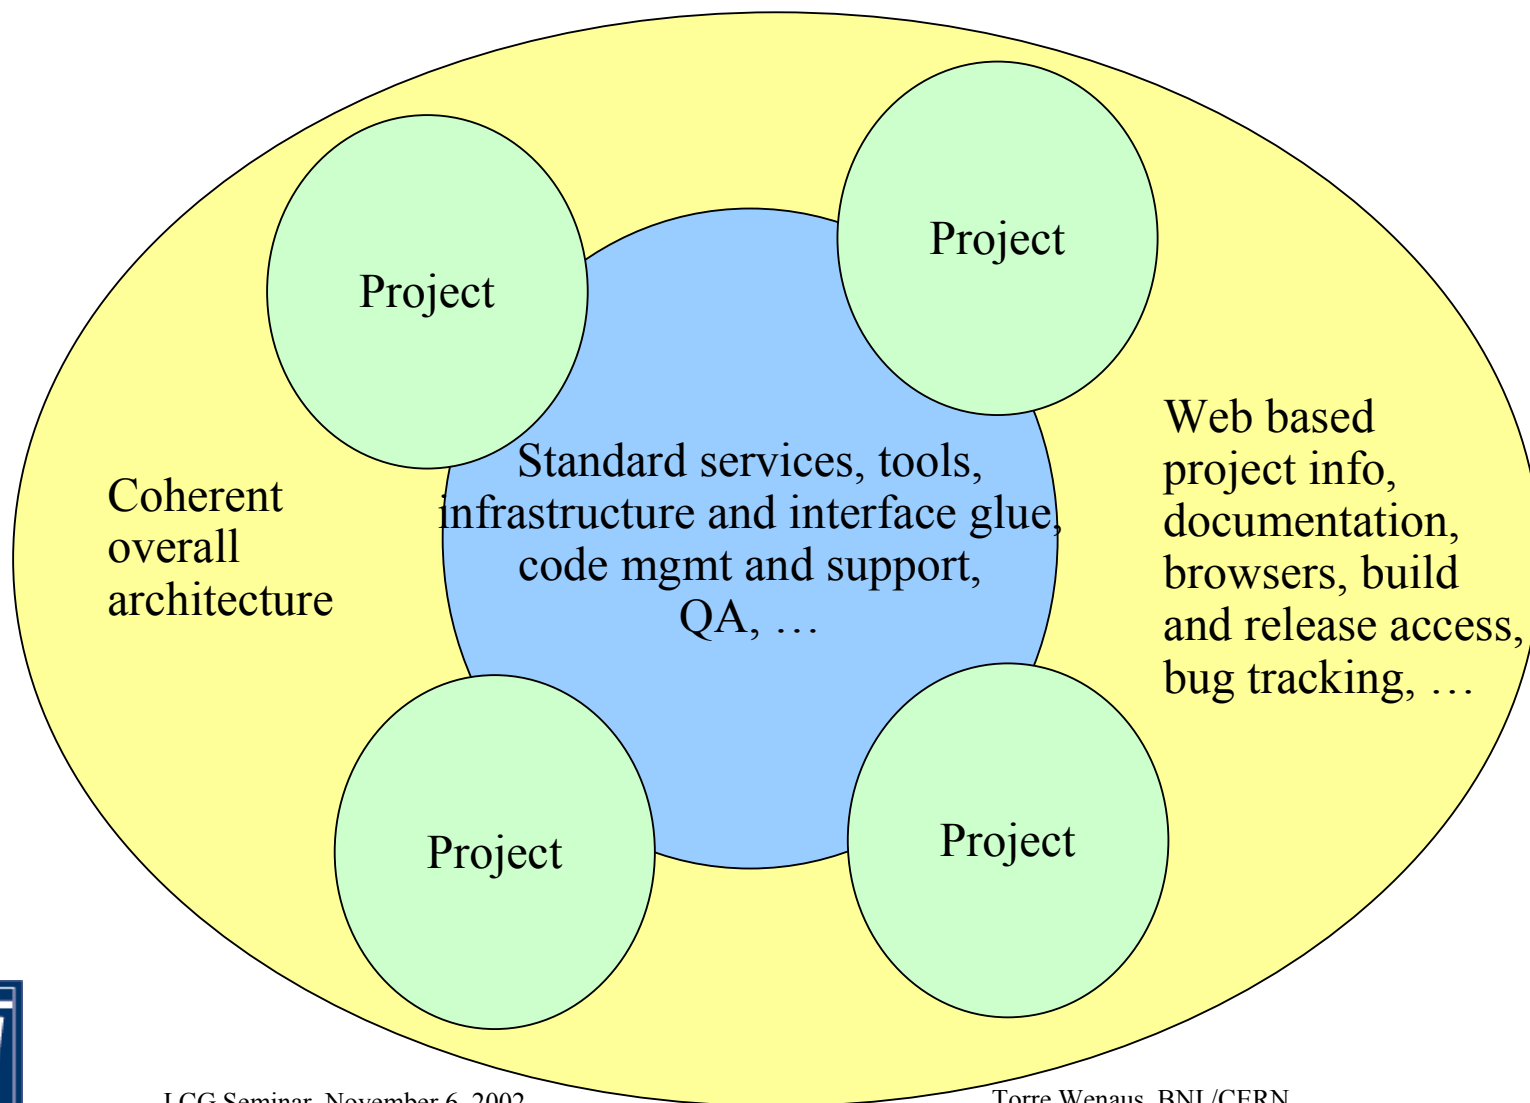 Project
Project
Standard services, tools,
infrastructure and interface glue,
code mgmt and support,
QA, …
Coherent
overall
architecture
Web based
project info,
documentation,
browsers, build
and release access,
bug tracking, …
Project
Project
LCG Seminar, November 6, 2002
Torre Wenaus, BNL/CERN